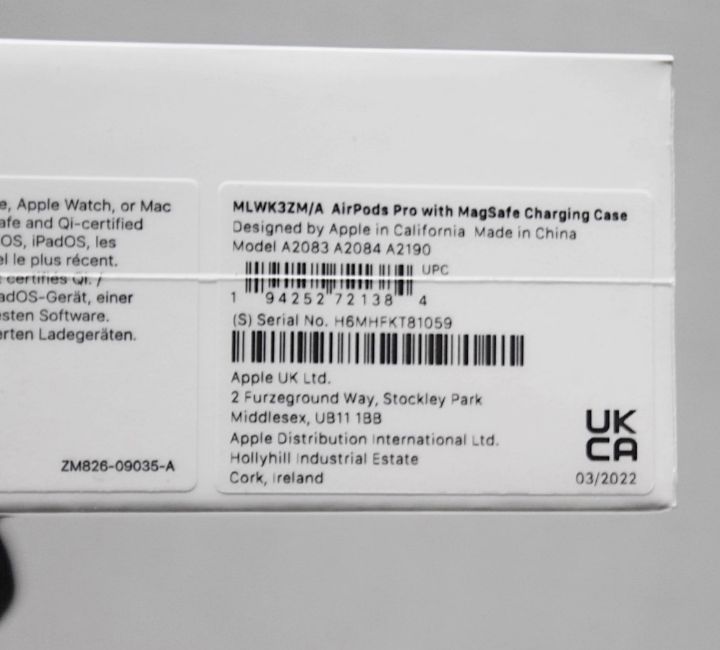 e, Apple Watch, or Mac
afe and Qi-certified
OS, iPadOS, les
el le plus récent.
certifiés Qi. /
adOS-Gerät, einer
esten Software.
erten Ladegeräten.
ZM826-09035-A
MLWK3ZM/A AirPods Pro with MagSafe Charging Case
Designed by Apple in California Made in China
Model A2083 A2084 A2190
UPC
1 94252 72138 4
(S) Serial No. H6MHFKT81059
Apple UK Ltd.
2 Furzeground Way, Stockley Park
Middlesex, UB11 1BB
Apple Distribution International Ltd.
Hollyhill Industrial Estate
Cork, Ireland
UK
CA
03/2022